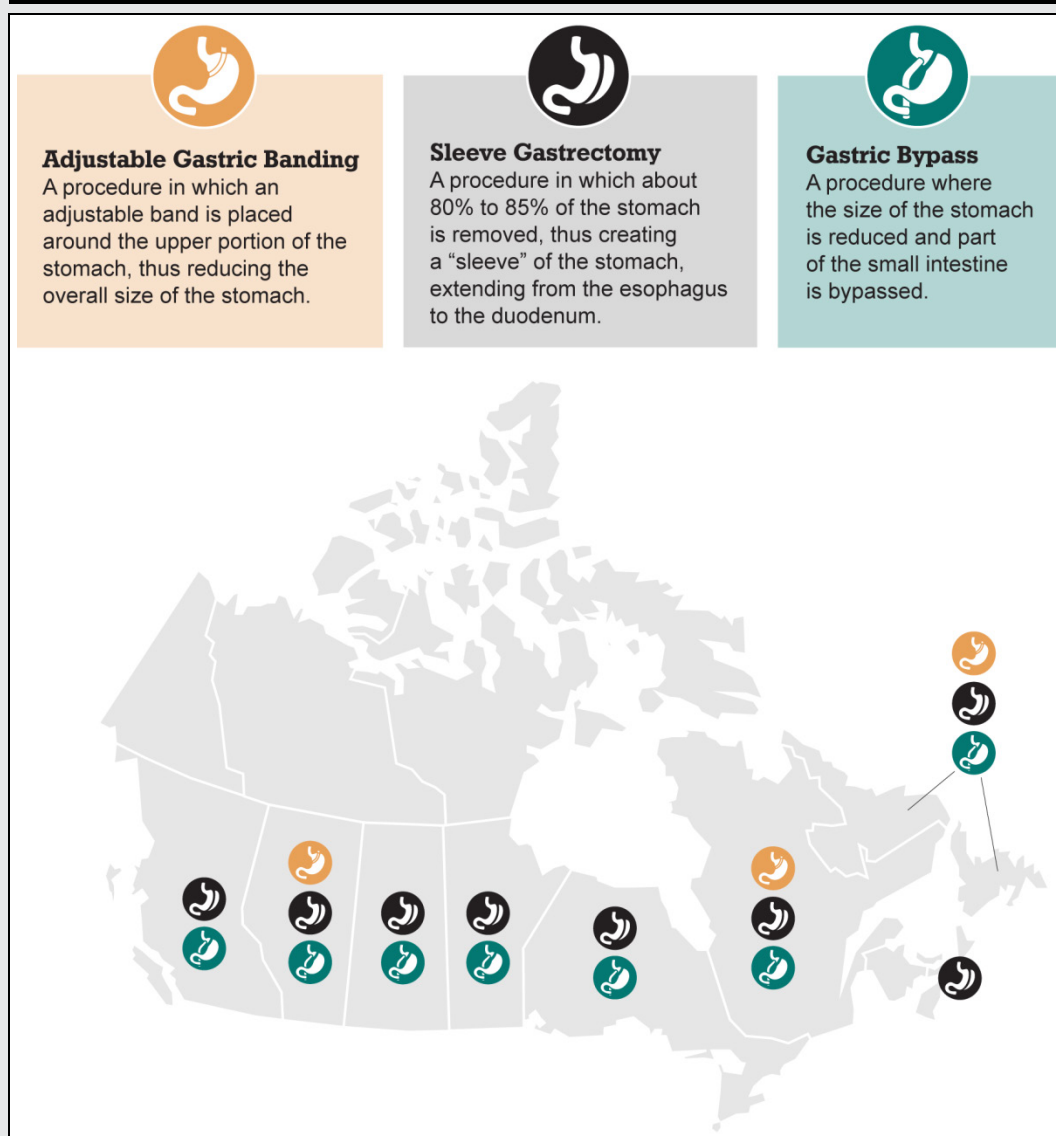 Adjustable Gastric Banding
A procedure in which an
adjustable band is placed
around the upper portion of the
stomach, thus reducing the
overall size of the stomach.
Sleeve Gastrectomy
A procedure in which about
80% to 85% of the stomach
is removed, thus creating
a “sleeve” of the stomach,
extending from the esophagus
to the duodenum.
Gastric Bypass
A procedure where
the size of the stomach
is reduced and part
of the small intestine
is bypassed.